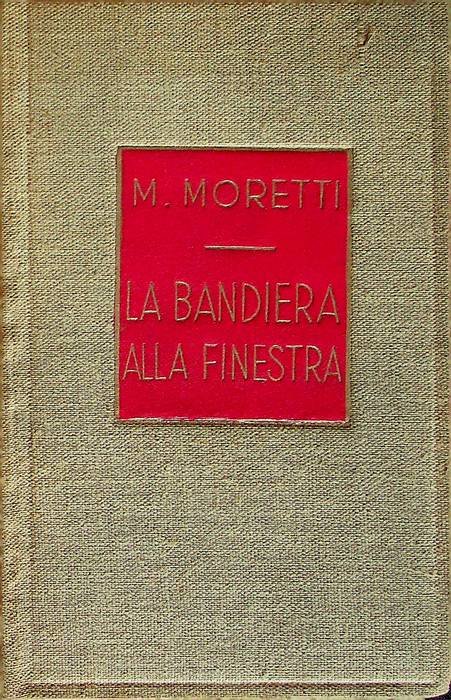 M. MORETTI
LA BANDIERA
ALLA FINESTRA